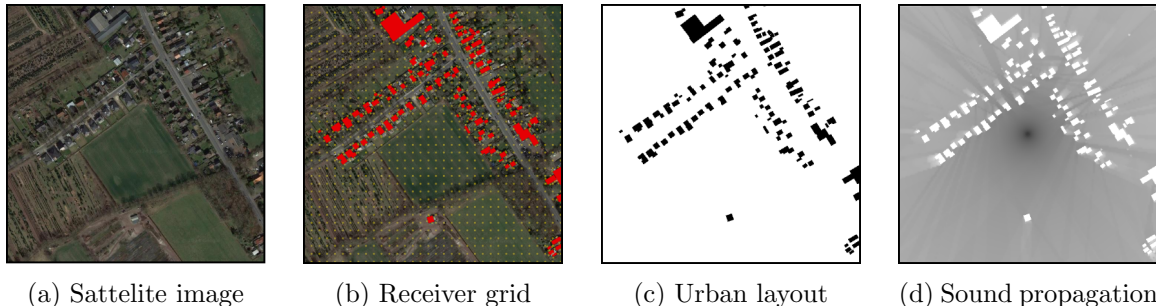 (a) Sattelite image
(b) Receiver grid
(c) Urban layout
(d) Sound propagation